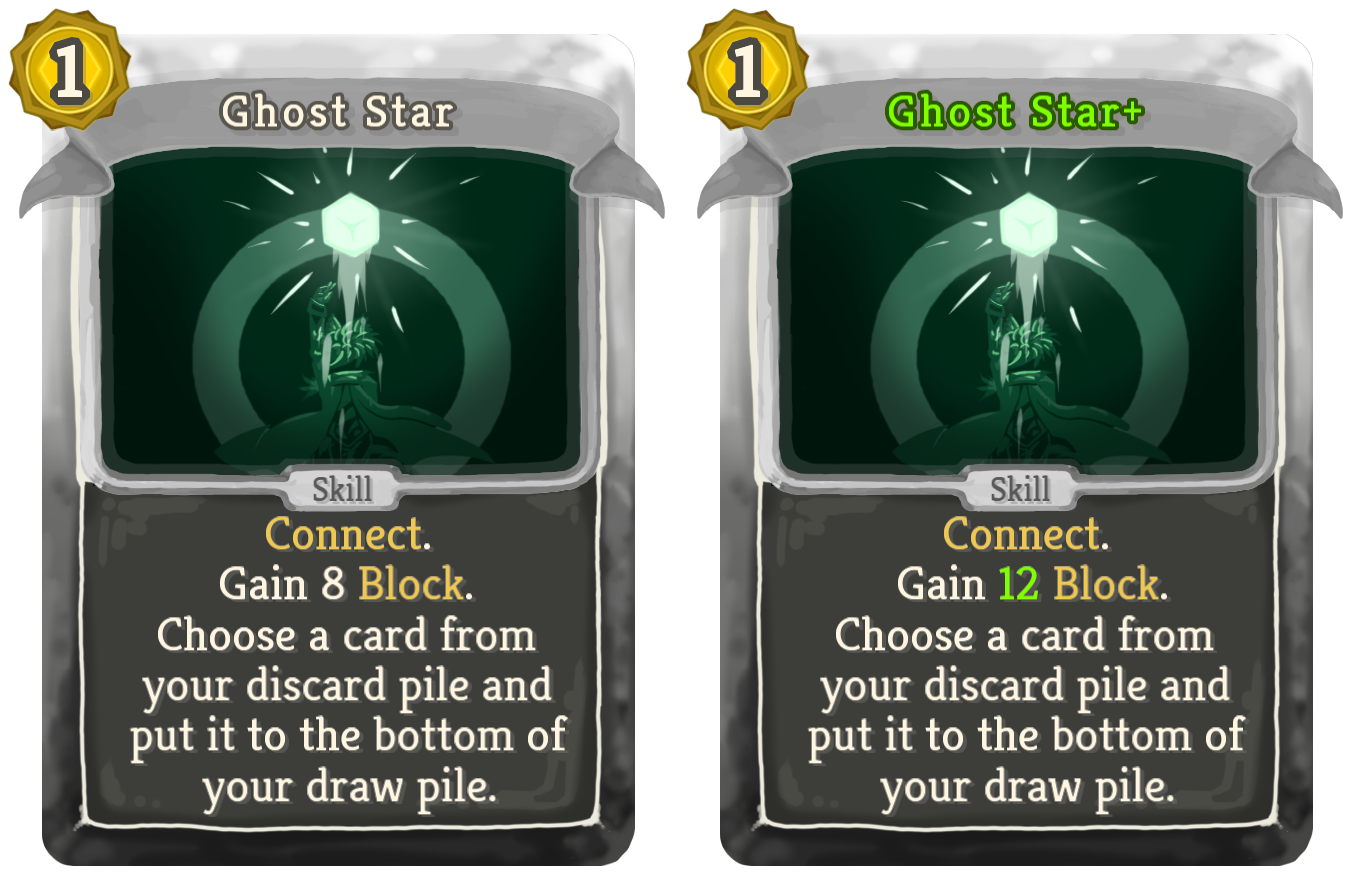 1
Ghost Star
Skill
Connect.
Gain 8 Block.
Choose a card from
your discard pile and
put it to the bottom of
your draw pile.
1
Ghost Star+
Skill
Connect.
Gain 12 Block.
Choose a card from
your discard pile and
put it to the bottom of
your draw pile.